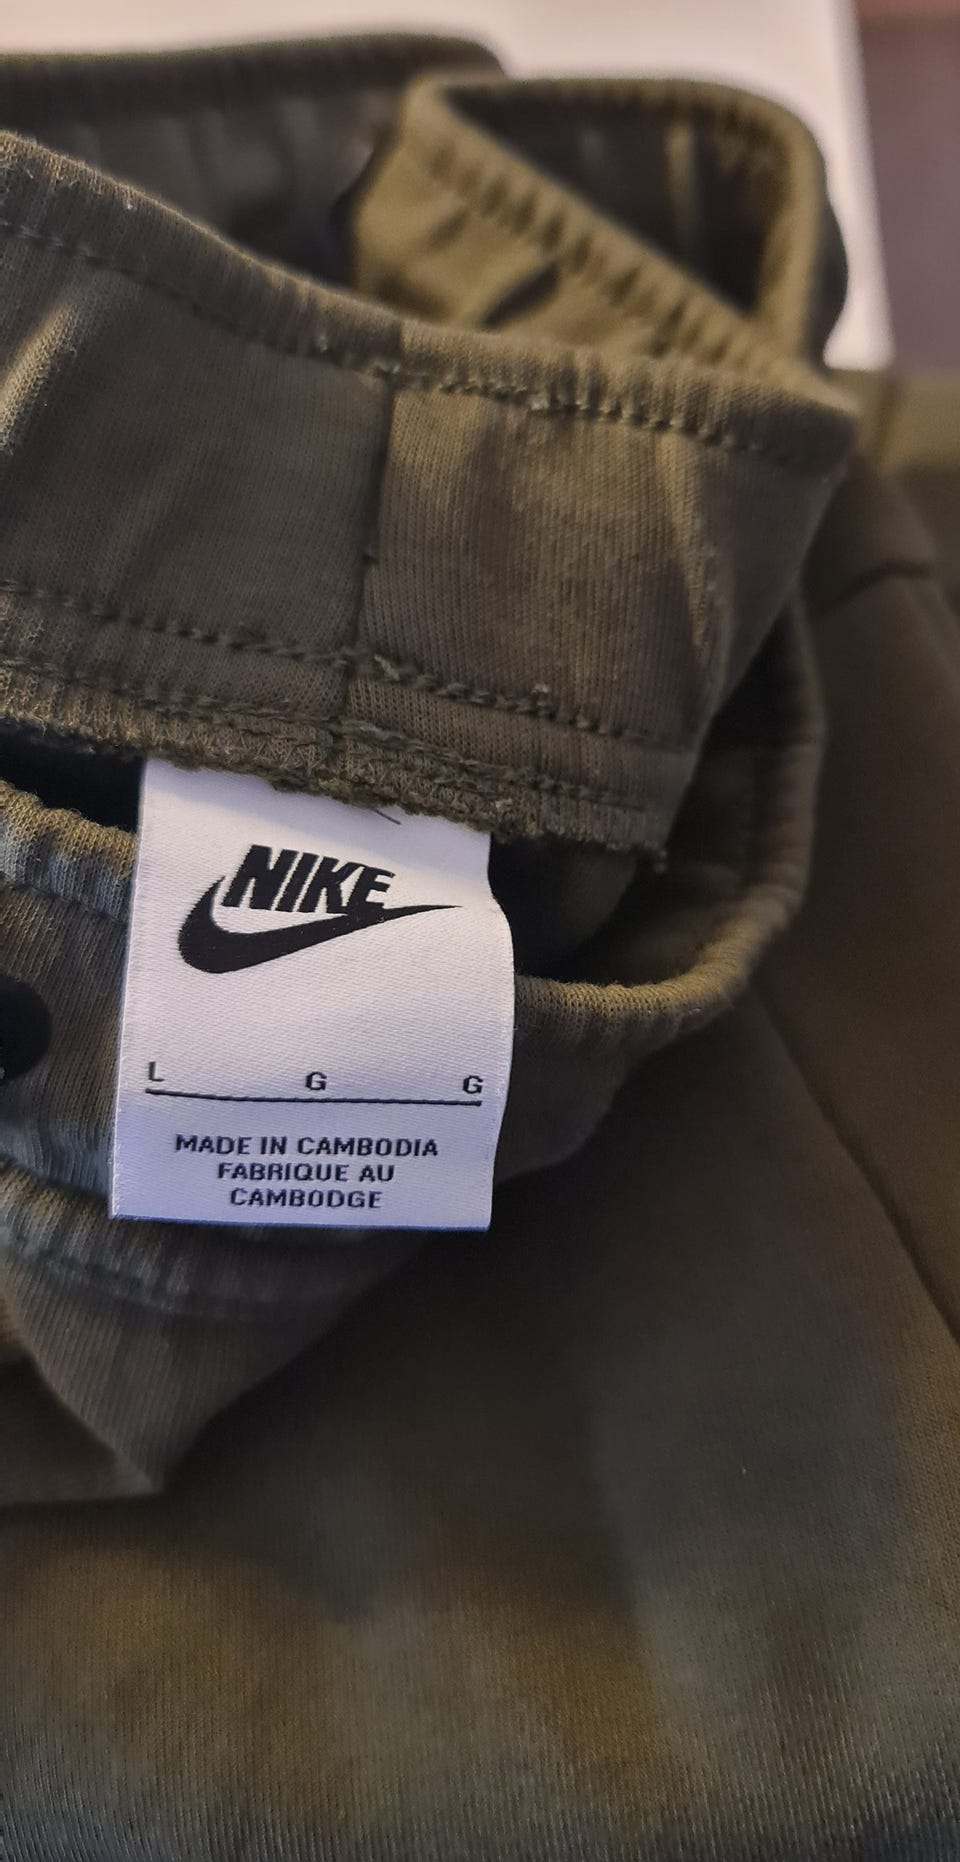 NIKE
L G G
MADE IN CAMBODIA
FABRIQUE AU
CAMBODGE